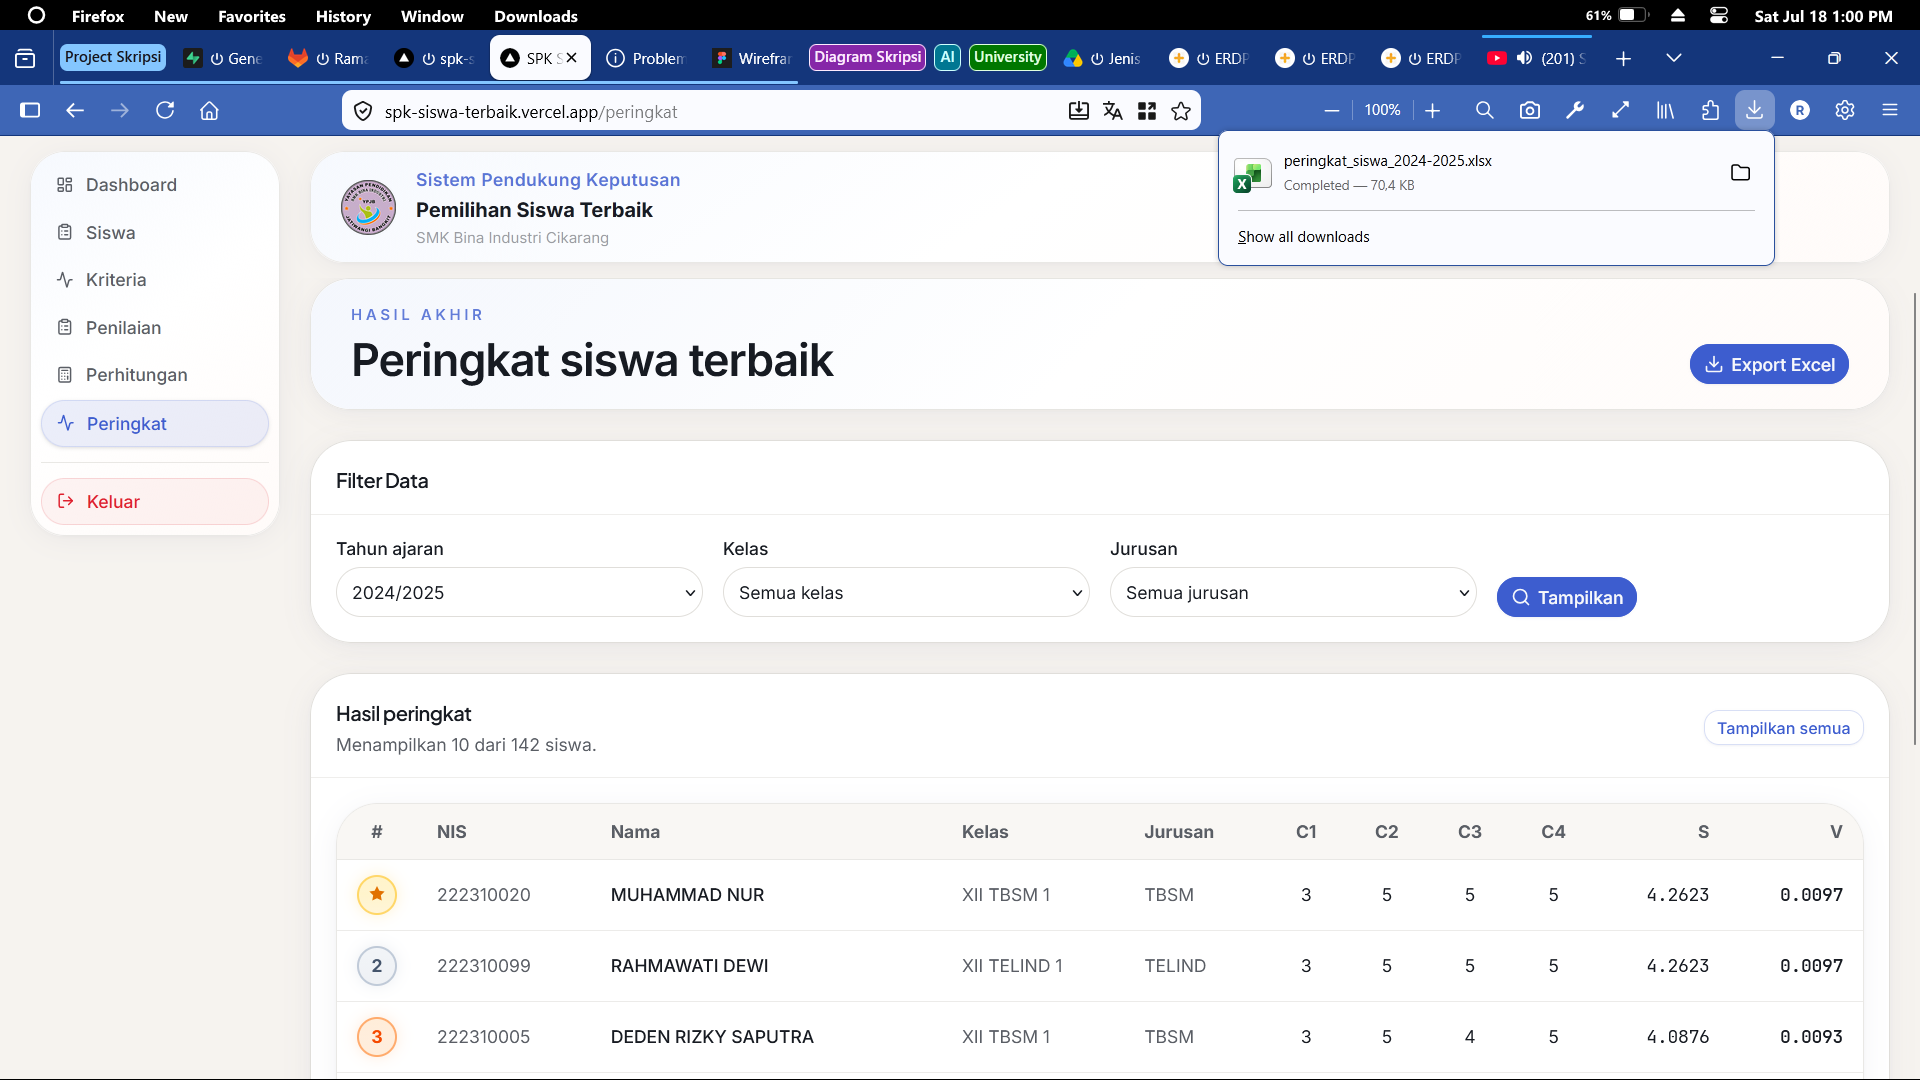 Firefox New Favorites History Window Downloads 61% Sat Jul 18 1:00 PM
Project Skripsi Gene Rama spk-s SPK S Problem Wirefrar Diagram Skripsi AI University Jenis ERDP ERDP ERDP (201) S
spk-siswa-terbaik.vercel.app/peringkat 100% R
peringkat_siswa_2024-2025.xlsx
Completed — 70,4 KB
Show all downloads
Dashboard
Siswa
Kriteria
Penilaian
Perhitungan
Peringkat
Keluar
Sistem Pendukung Keputusan
Pemilihan Siswa Terbaik
SMK Bina Industri Cikarang
HASIL AKHIR
Peringkat siswa terbaik
Export Excel
Filter Data
Tahun ajaran Kelas Jurusan
2024/2025 Semua kelas Semua jurusan Tampilkan
Hasil peringkat
Menampilkan 10 dari 142 siswa.
Tampilkan semua
# NIS Nama Kelas Jurusan C1 C2 C3 C4 S V
222310020 MUHAMMAD NUR XII TBSM 1 TBSM 3 5 5 5 4.2623 0.0097
2 222310099 RAHMAWATI DEWI XII TELIND 1 TELIND 3 5 5 5 4.2623 0.0097
3 222310005 DEDEN RIZKY SAPUTRA XII TBSM 1 TBSM 3 5 4 5 4.0876 0.0093